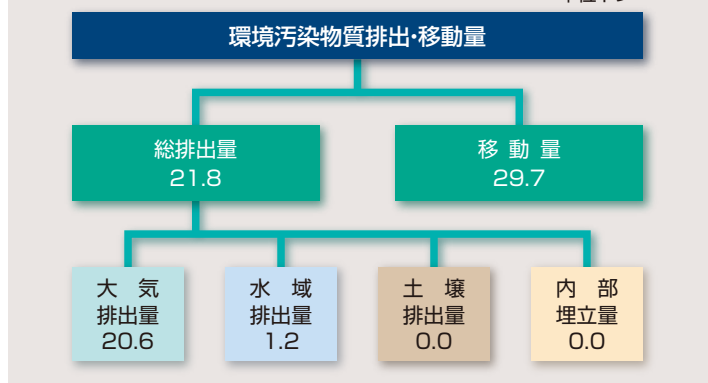 環境汚染物質排出・移動量
総排出量
21.8
移動量
29.7
大気
排出量
20.6
水域
排出量
1.2
土壌
排出量
0.0
内部
埋立量
0.0